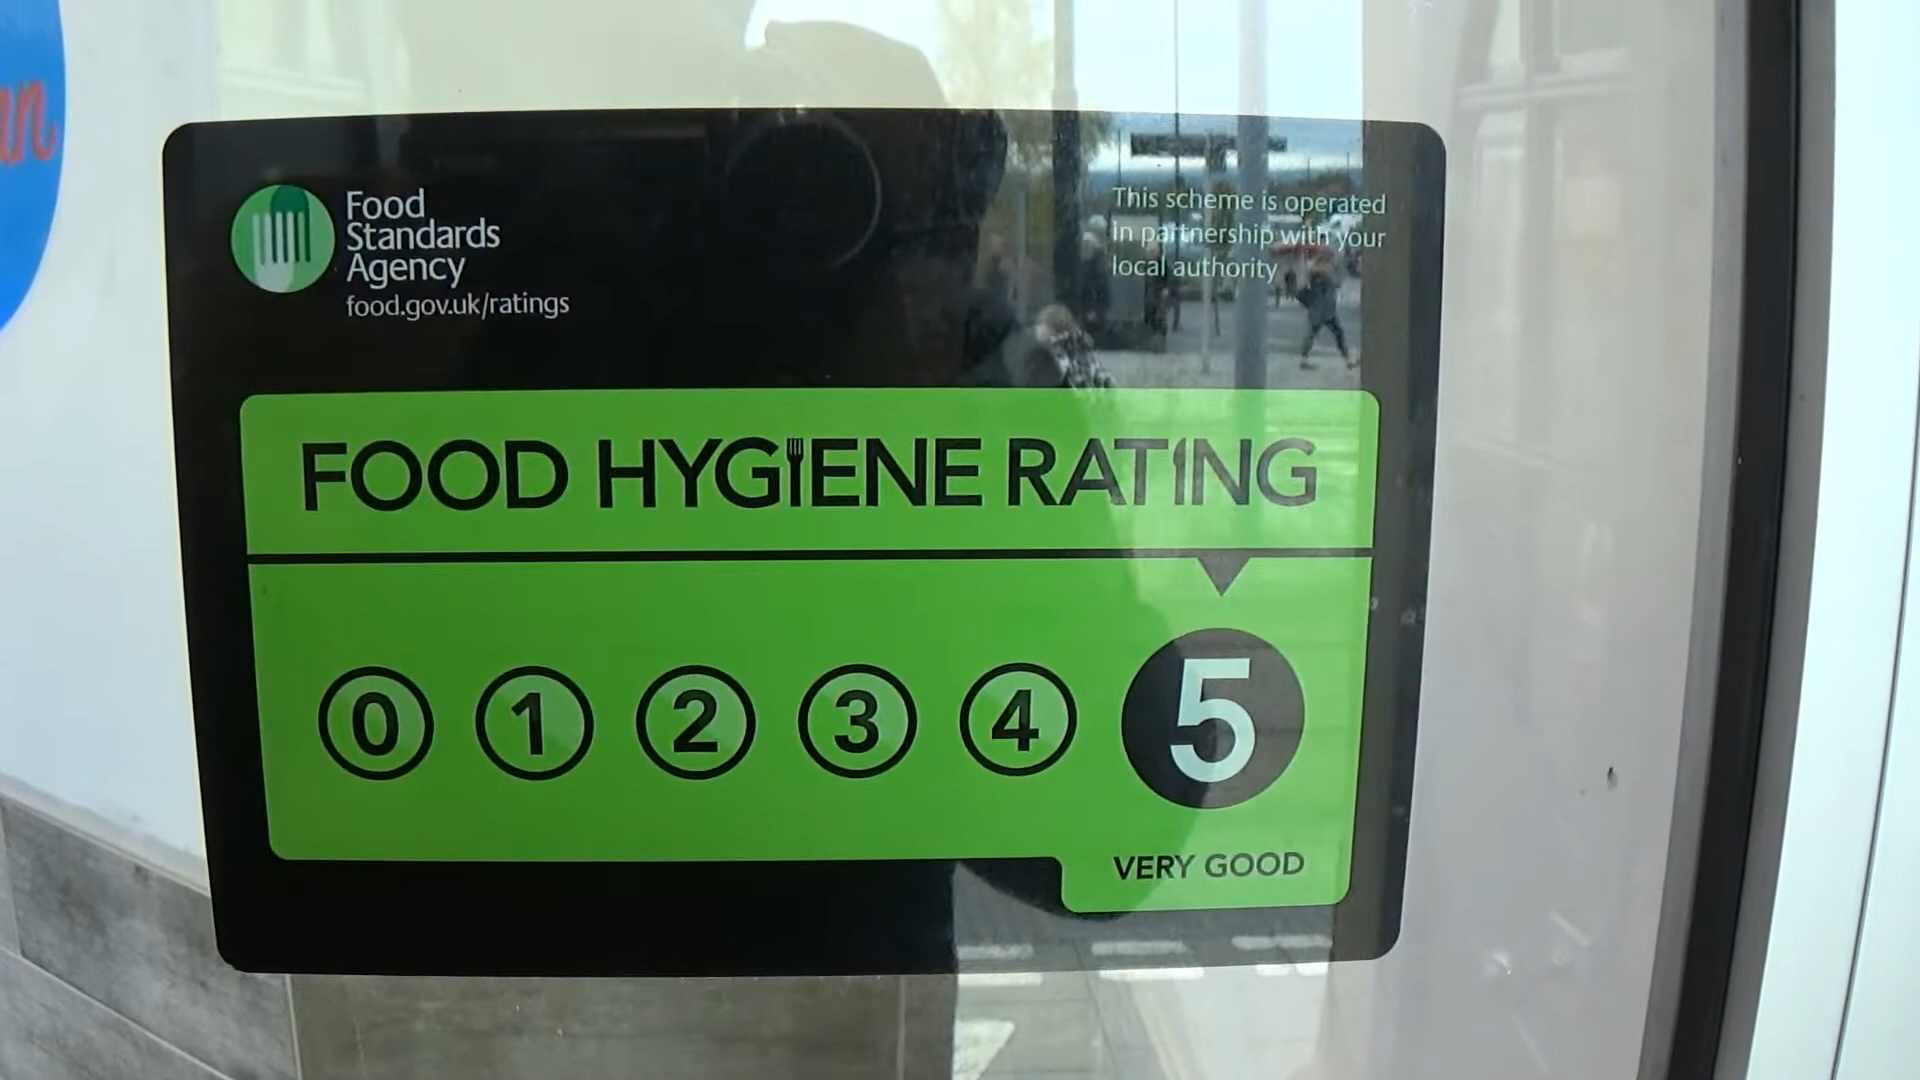 an
Food
Standards
Agency
food.gov.uk/ratings
This scheme is operated
in partnership with your
local authority
FOOD HYGIENE RATING
0 1 2 3 4 5
VERY GOOD